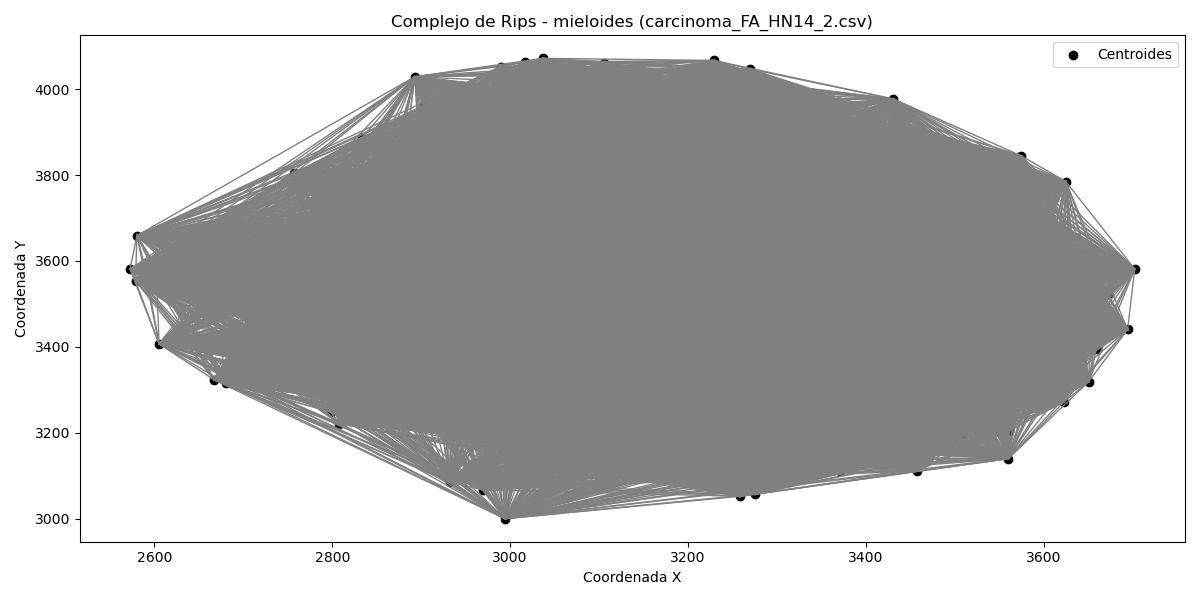 Complejo de Rips - mieloides (carcinoma_FA_HN14_2.csv)
Centroides
Coordenada Y
4000
3800
3600
3400
3200
3000
2600 2800 3000 3200 3400 3600
Coordenada X